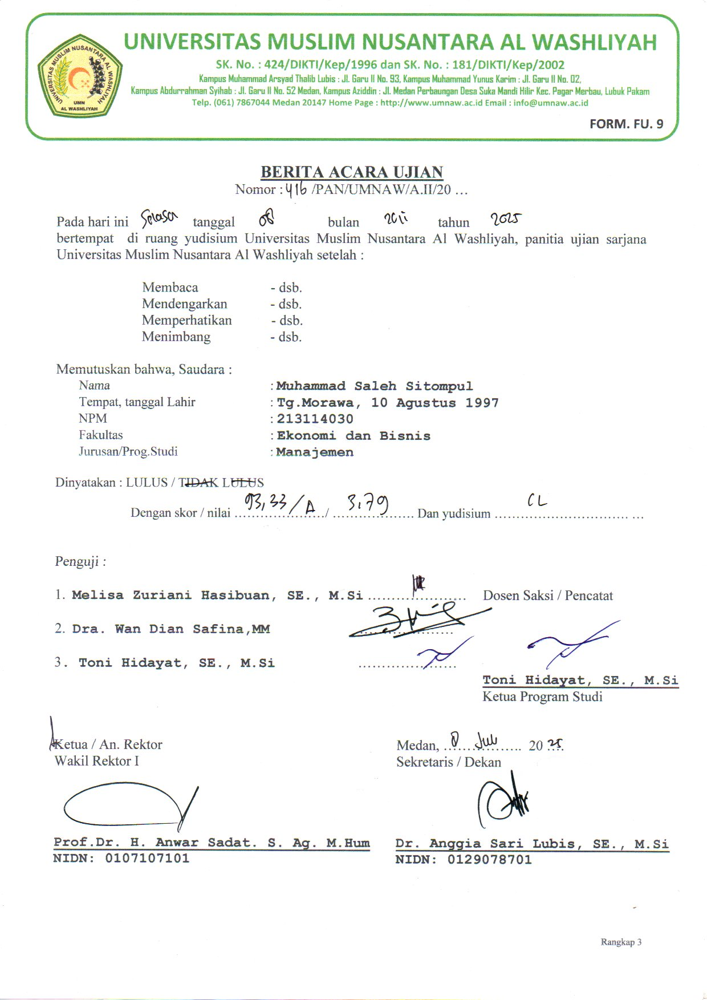 UNIVERSITAS MUSLIM NUSANTARA AL WASHLIYAH
SK. No. : 424/DIKTI/Kep/1996 dan SK. No. : 181/DIKTI/Kep/2002
Kampus Muhammad Arsyad Thalib Lubis : Jl. Garu II No. 93, Kampus Muhammad Yunus Karim : Jl. Garu II No. 02,
Kampus Abdurrahman Syihab : Jl. Garu II No. 52 Medan, Kampus Aziddin : Jl. Medan Perbaungan Desa Suka Mandi Hilir Kec. Pagar Merbau, Lubuk Pakam
Telp. (061) 7867044 Medan 20147 Home Page : http://www.umnaw.ac.id Email : info@umnaw.ac.id
UNIVERSITAS MUSLIM NUSANTARA AL WASHLIYAH
UMN
AL WASHLIYAH
FORM. FU. 9
BERITA ACARA UJIAN
Nomor : 416 /PAN/UMNAW/A.II/20 ...
Pada hari ini Selasa tanggal 08 bulan Juli tahun 2025
bertempat di ruang yudisium Universitas Muslim Nusantara Al Washliyah, panitia ujian sarjana
Universitas Muslim Nusantara Al Washliyah setelah :
Membaca - dsb.
Mendengarkan - dsb.
Memperhatikan - dsb.
Menimbang - dsb.
Memutuskan bahwa, Saudara :
Nama : Muhammad Saleh Sitompul
Tempat, tanggal Lahir : Tg.Morawa, 10 Agustus 1997
NPM : 213114030
Fakultas : Ekonomi dan Bisnis
Jurusan/Prog.Studi : Manajemen
Dinyatakan : LULUS / TIDAK LULUS
Dengan skor / nilai 93,33/A / 3,79 Dan yudisium CL
Penguji :
1. Melisa Zuriani Hasibuan, SE., M.Si ..................... Dosen Saksi / Pencatat
2. Dra. Wan Dian Safina,MM .....................
3. Toni Hidayat, SE., M.Si .....................
Toni Hidayat, SE., M.Si
Ketua Program Studi
Ketua / An. Rektor
Wakil Rektor I
Medan, 8 Juli 2025
Sekretaris / Dekan
Prof.Dr. H. Anwar Sadat. S. Ag. M.Hum
NIDN: 0107107101
Dr. Anggia Sari Lubis, SE., M.Si
NIDN: 0129078701
Rangkap 3